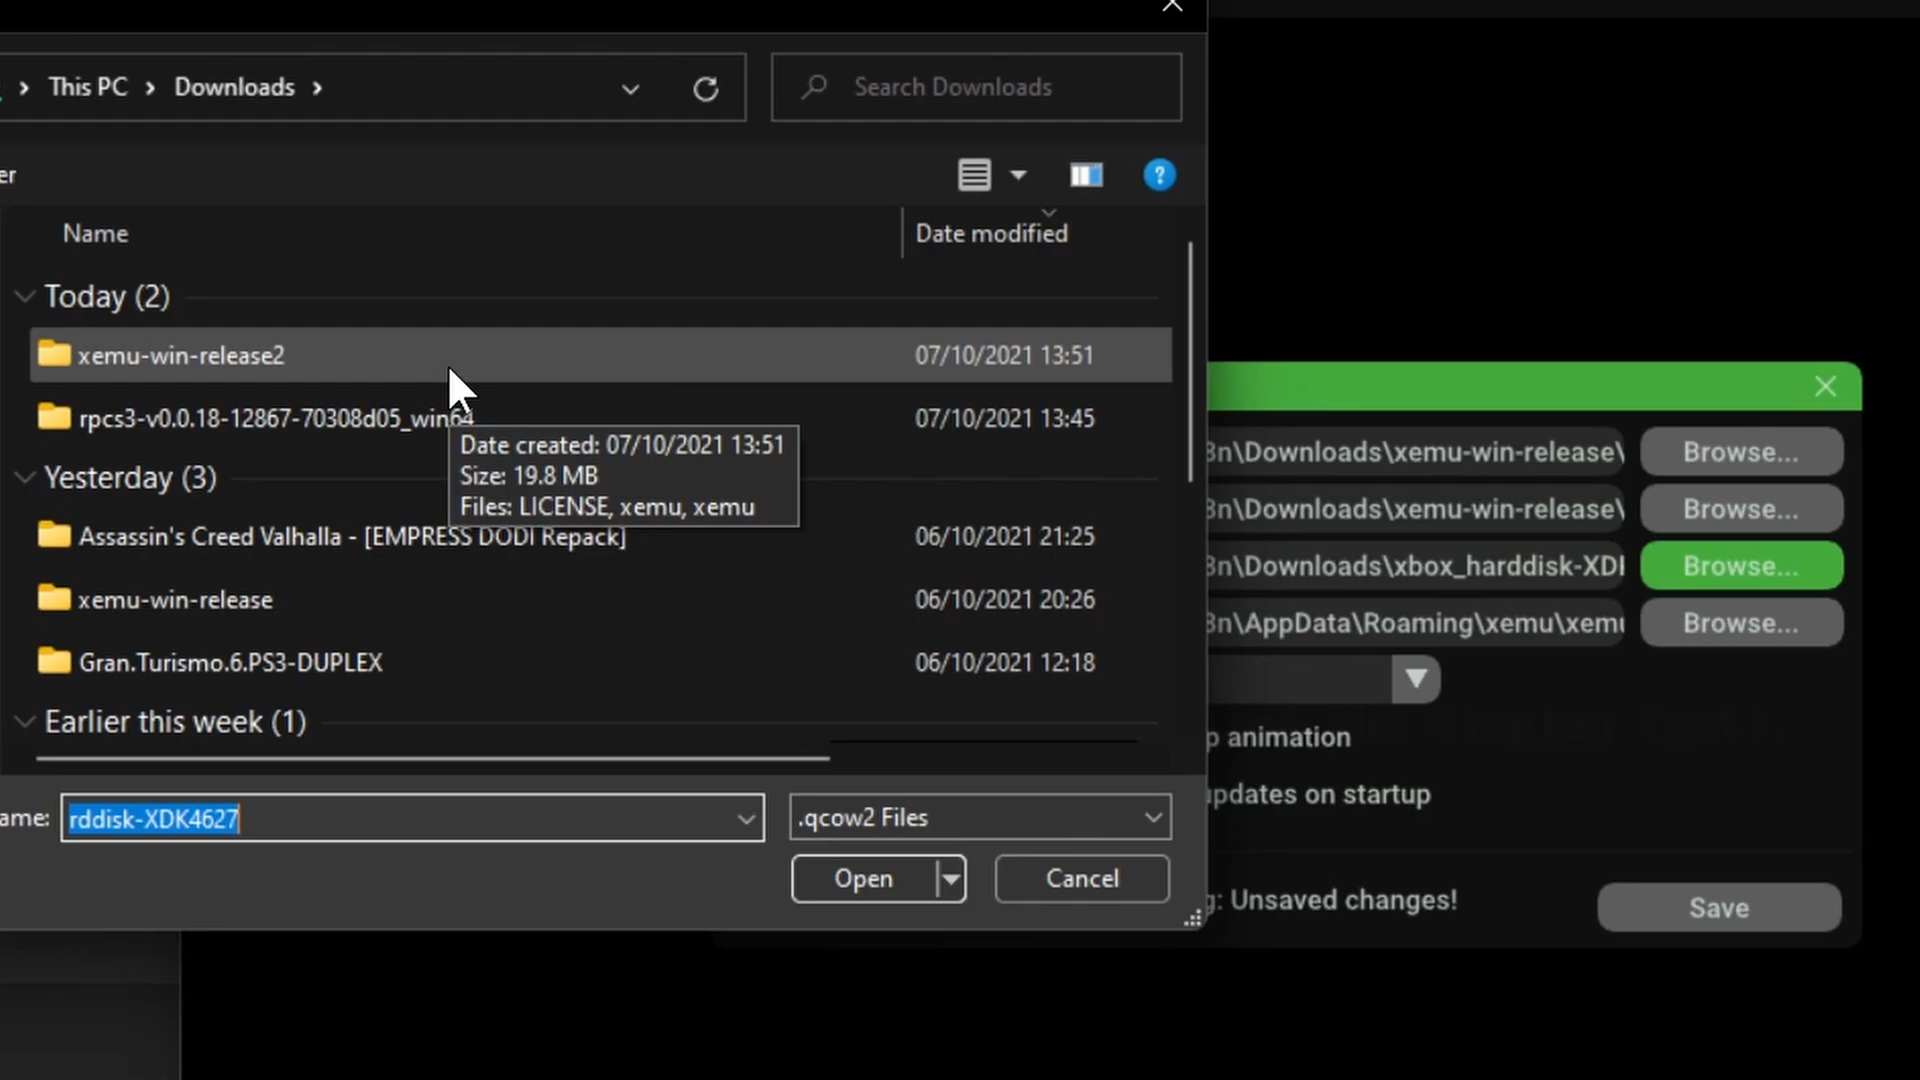 This PC > Downloads >
Search Downloads
er
?
Name
Date modified
Today (2)
xemu-win-release2 07/10/2021 13:51
rpcs3-v0.0.18-12867-70308d05_win64 07/10/2021 13:45
Date created: 07/10/2021 13:51
Size: 19.8 MB
Files: LICENSE, xemu, xemu
Yesterday (3)
Assassin's Creed Valhalla - [EMPRESS DODI Repack] 06/10/2021 21:25
xemu-win-release 06/10/2021 20:26
Gran.Turismo.6.PS3-DUPLEX 06/10/2021 12:18
Earlier this week (1)
ame: rddisk-XDK4627
.qcow2 Files
Open
Cancel
3n\Downloads\xemu-win-release\ Browse...
3n\Downloads\xemu-win-release\ Browse...
3n\Downloads\xbox_harddisk-XD Browse...
3n\AppData\Roaming\xemu\xemu Browse...
p animation
updates on startup
g: Unsaved changes!
Save